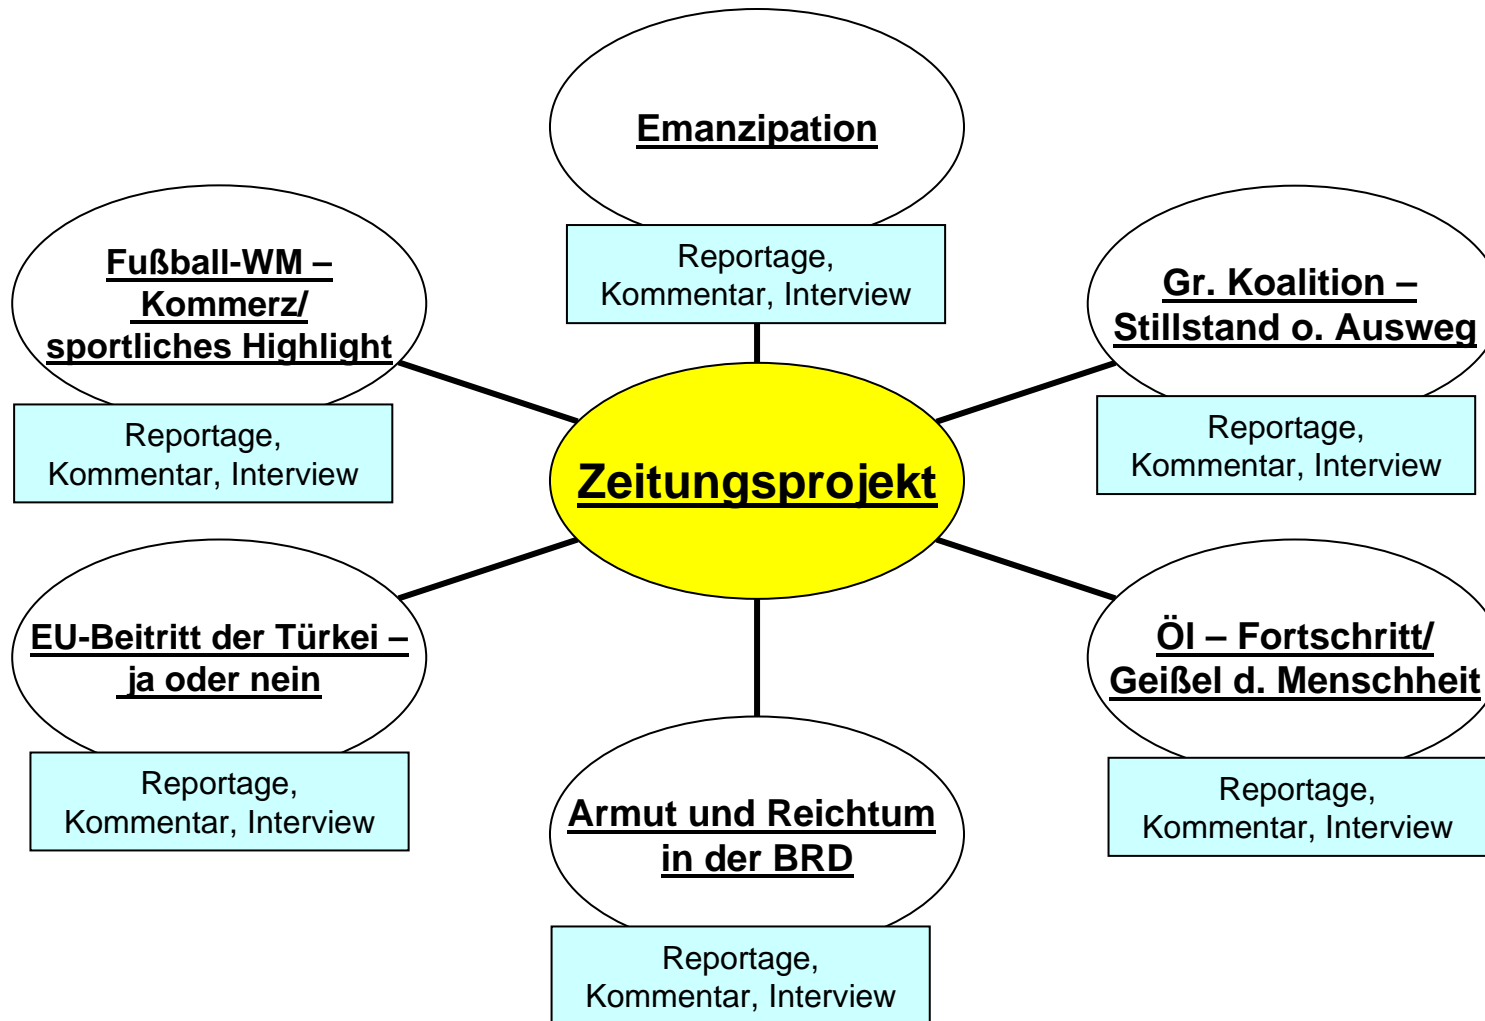 Emanzipation
Reportage,
Kommentar, Interview
Fußball-WM –
Kommerz/
sportliches Highlight
Reportage,
Kommentar, Interview
Gr. Koalition –
Stillstand o. Ausweg
Reportage,
Kommentar, Interview
Zeitungsprojekt
EU-Beitritt der Türkei –
ja oder nein
Reportage,
Kommentar, Interview
Öl – Fortschritt/
Geißel d. Menschheit
Reportage,
Kommentar, Interview
Armut und Reichtum
in der BRD
Reportage,
Kommentar, Interview